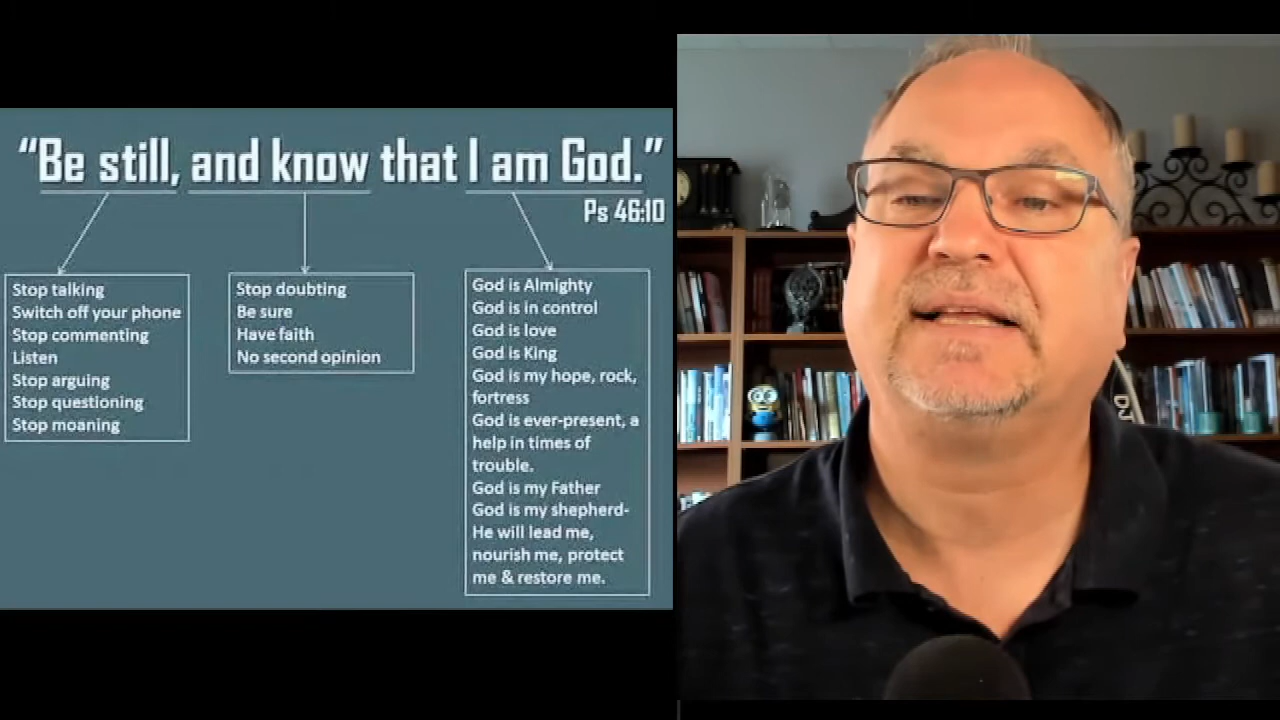 “Be still, and know that I am God.”
Ps 46:10
Stop talking
Switch off your phone
Stop commenting
Listen
Stop arguing
Stop questioning
Stop moaning
Stop doubting
Be sure
Have faith
No second opinion
God is Almighty
God is in control
God is love
God is King
God is my hope, rock,
fortress
God is ever-present, a
help in times of
trouble.
God is my Father
God is my shepherd-
He will lead me,
nourish me, protect
me & restore me.